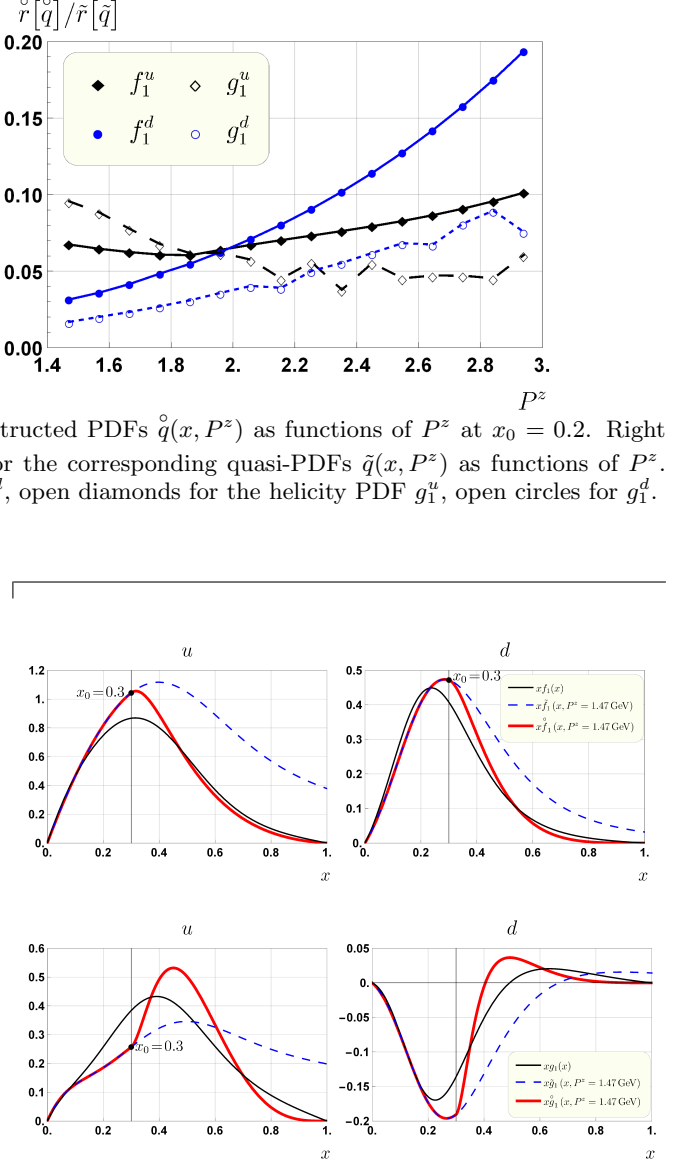 r̊[q̊]/r̃[q̃]
0.20
f₁ᵘ g₁ᵘ
f₁ᵈ g₁ᵈ
0.15
0.10
0.05
0.00
1.4 1.6 1.8 2. 2.2 2.4 2.6 2.8 3.
Pᶻ
tructed PDFs q̊(x, Pᶻ) as functions of Pᶻ at x₀ = 0.2. Right
or the corresponding quasi-PDFs q̃(x, Pᶻ) as functions of Pᶻ.
ᵈ, open diamonds for the helicity PDF g₁ᵘ, open circles for g₁ᵈ.
u
1.2
1.
0.8
0.6
0.4
0.2
0.
x₀=0.3
0. 0.2 0.4 0.6 0.8 1.
x
d
0.5
0.4
0.3
0.2
0.1
0.
x₀=0.3
xf₁(x)
xf̃₁(x, Pᶻ = 1.47 GeV)
xf̊₁(x, Pᶻ = 1.47 GeV)
0. 0.2 0.4 0.6 0.8 1.
x
u
0.6
0.5
0.4
0.3
0.2
0.1
0.
x₀=0.3
0. 0.2 0.4 0.6 0.8 1.
x
d
0.05
0.
−0.05
−0.1
−0.15
−0.2
xg₁(x)
xg̃₁(x, Pᶻ = 1.47 GeV)
xg̊₁(x, Pᶻ = 1.47 GeV)
0. 0.2 0.4 0.6 0.8 1.
x